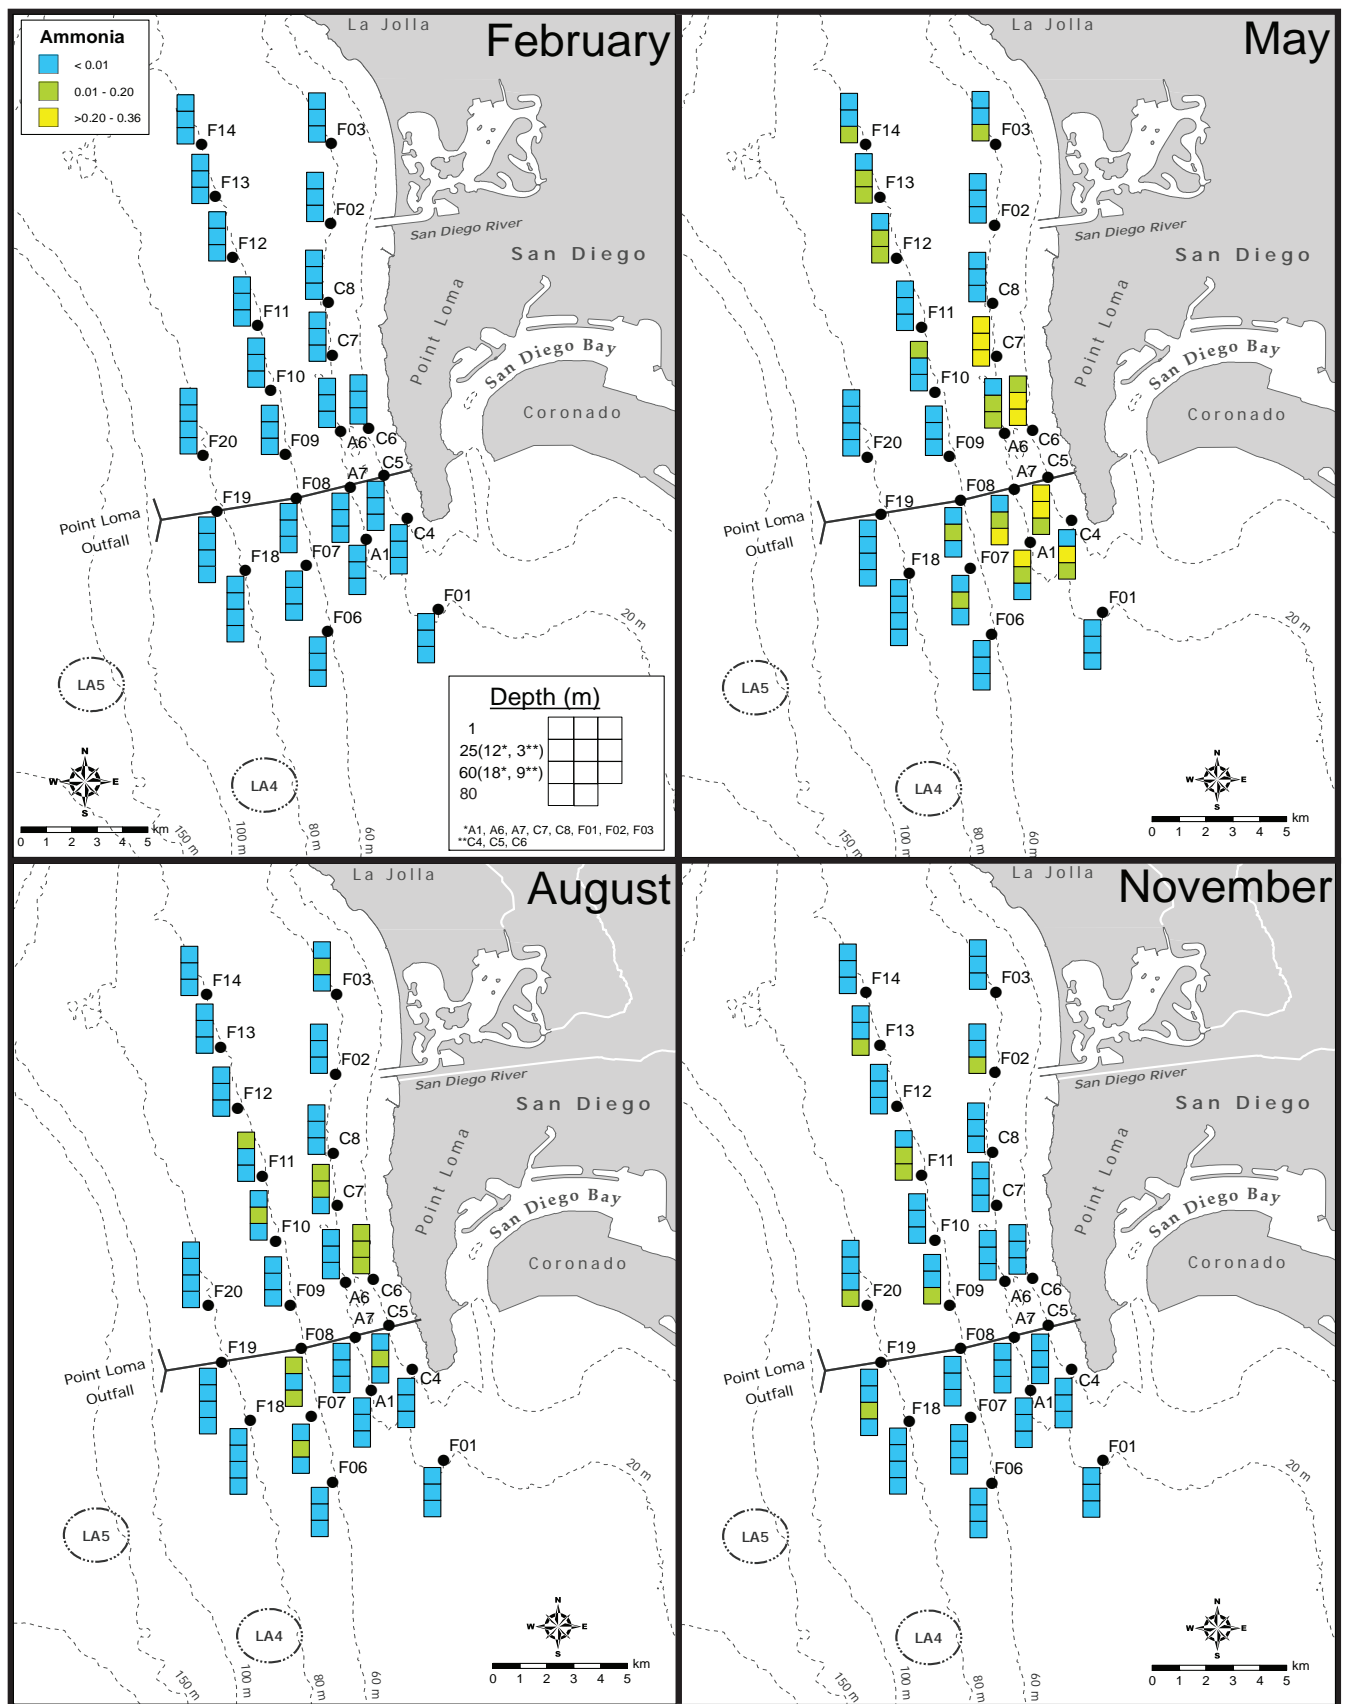 La Jolla
February
Ammonia
< 0.01
0.01 - 0.20
>0.20 - 0.36
F14
F03
F13
F02
San Diego River
F12
San Diego
C8
F11
C7
Point Loma
San Diego Bay
F10
Coronado
F20
F09
A6
C6
C5
A7
F08
F19
Point Loma
Outfall
C4
F18
F07
A1
F01
F06
20 m
LA5
Depth (m)
1
25(12*, 3**)
60(18*, 9**)
80
*A1, A6, A7, C7, C8, F01, F02, F03
**C4, C5, C6
N
W
E
S
LA4
0 1 2 3 4 5 km
150 m
100 m
80 m
60 m
La Jolla
May
F14
F03
F13
F02
San Diego River
F12
San Diego
C8
F11
C7
Point Loma
San Diego Bay
F10
Coronado
F20
F09
A6
C6
C5
A7
F08
F19
Point Loma
Outfall
C4
F18
F07
A1
F01
F06
20 m
LA5
N
W
E
S
LA4
0 1 2 3 4 5 km
150 m
100 m
80 m
60 m
La Jolla
August
F14
F03
F13
F02
San Diego River
F12
San Diego
C8
F11
C7
Point Loma
San Diego Bay
F10
Coronado
F20
F09
A6
C6
C5
A7
F08
F19
Point Loma
Outfall
C4
F18
F07
A1
F01
F06
20 m
LA5
N
W
E
S
LA4
0 1 2 3 4 5 km
150 m
100 m
80 m
60 m
La Jolla
November
F14
F03
F13
F02
San Diego River
F12
San Diego
C8
F11
C7
Point Loma
San Diego Bay
F10
Coronado
F20
F09
A6
C6
C5
A7
F08
F19
Point Loma
Outfall
C4
F18
F07
A1
F01
F06
20 m
LA5
N
W
E
S
LA4
0 1 2 3 4 5 km
150 m
100 m
80 m
60 m